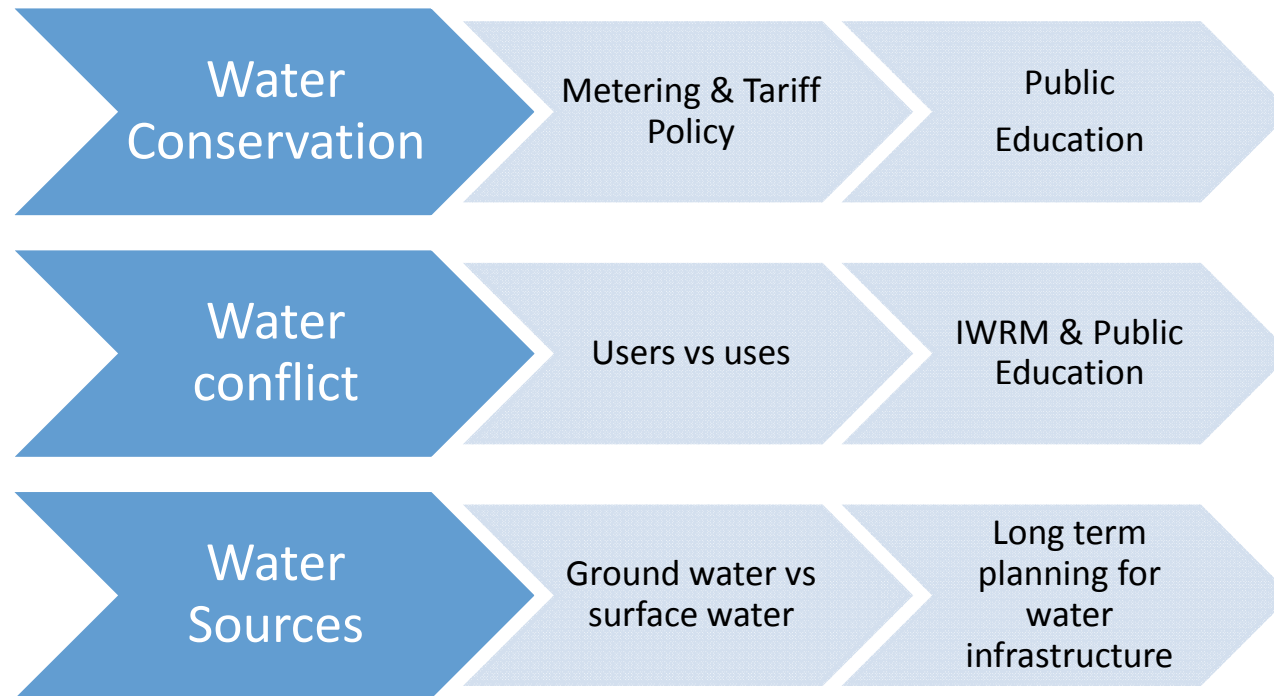 Water
Conservation
Metering & Tariff
Policy
Public
Education
Water
conflict
Users vs uses
IWRM & Public
Education
Water
Sources
Ground water vs
surface water
Long term
planning for
water
infrastructure